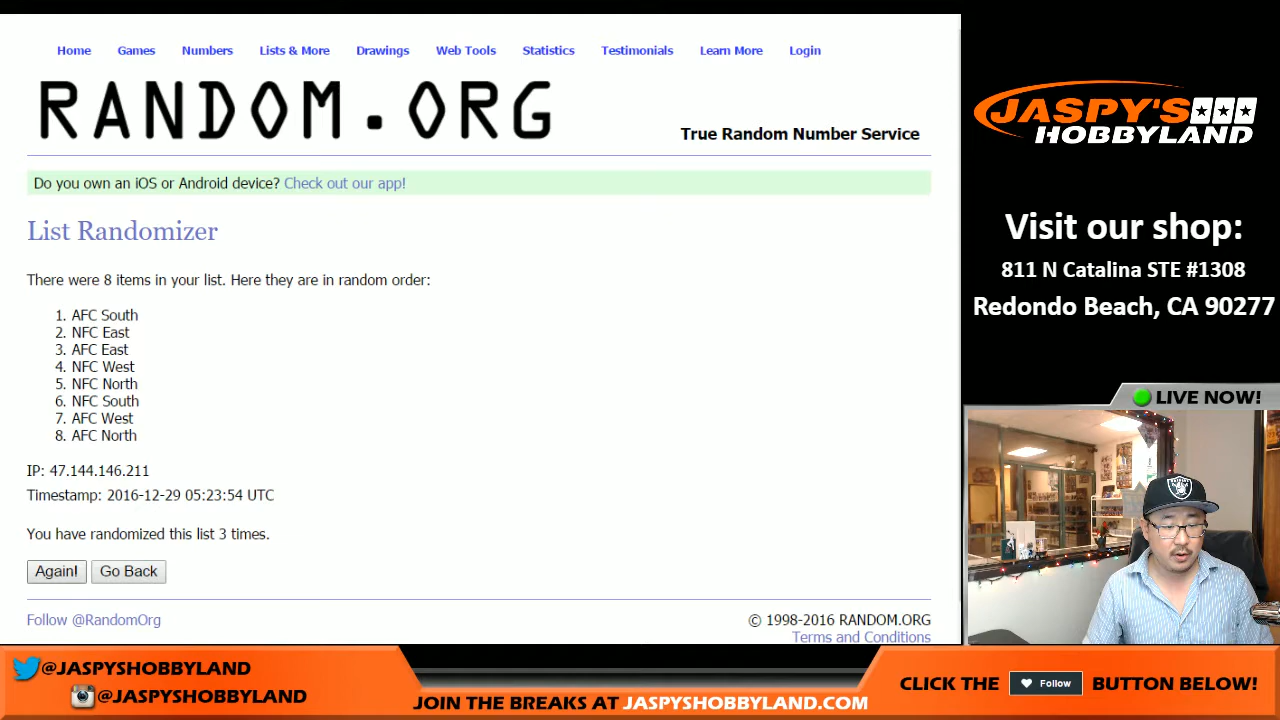 Home Games Numbers Lists & More Drawings Web Tools Statistics Testimonials Learn More Login
RANDOM.ORG
True Random Number Service
Do you own an iOS or Android device? Check out our app!
List Randomizer
There were 8 items in your list. Here they are in random order:
1. AFC South
2. NFC East
3. AFC East
4. NFC West
5. NFC North
6. NFC South
7. AFC West
8. AFC North
IP: 47.144.146.211
Timestamp: 2016-12-29 05:23:54 UTC
You have randomized this list 3 times.
Again! Go Back
Follow @RandomOrg
© 1998-2016 RANDOM.ORG
Terms and Conditions
JASPY'S
HOBBYLAND
Visit our shop:
811 N Catalina STE #1308
Redondo Beach, CA 90277
LIVE NOW!
RAIDERS
@JASPYSHOBBYLAND
@JASPYSHOBBYLAND
JOIN THE BREAKS AT JASPYSHOBBYLAND.COM
CLICK THE Follow BUTTON BELOW!